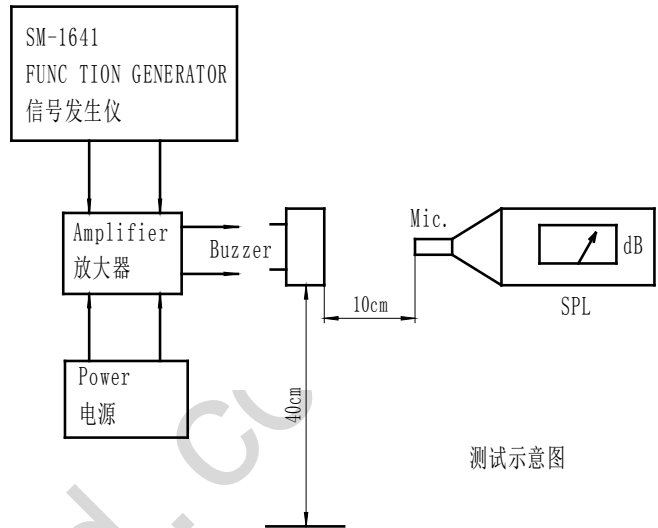 SM-1641
FUNC TION GENERATOR
信号发生仪
Amplifier
放大器
Buzzer
Mic.
dB
SPL
10cm
Power
电源
40cm
测试示意图